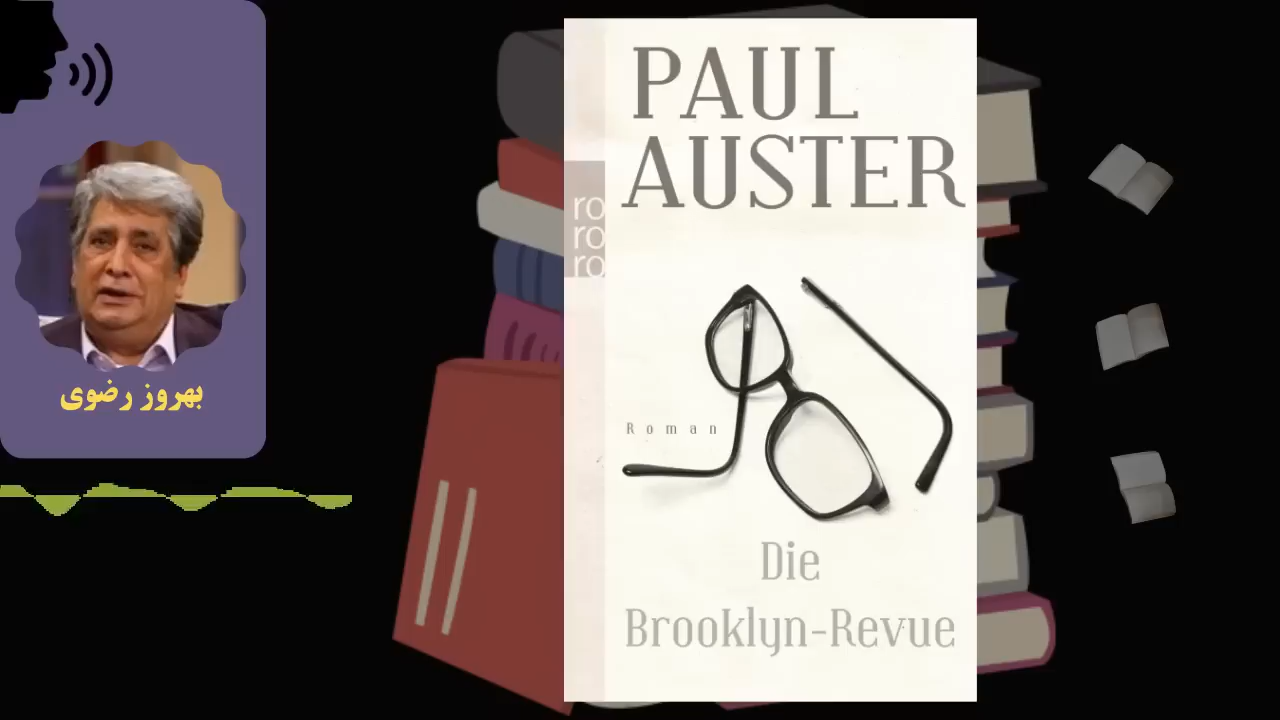 بهروز رضوی
PAUL
AUSTER
ro
ro
ro
Roman
Die
Brooklyn-Revue